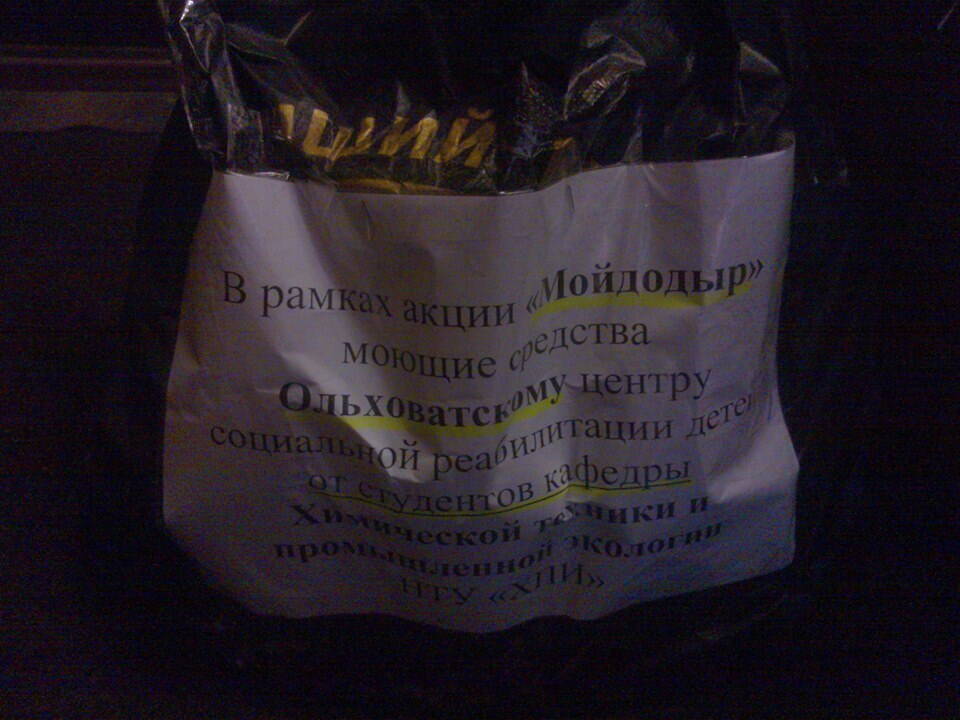 щий
В рамках акции «Мойдодыр»
моющие средства
Ольховатскому центру
социальной реабилитации детей
от студентов кафедры
Химической техники и
промышленной экологии
НТУ «ХПИ»